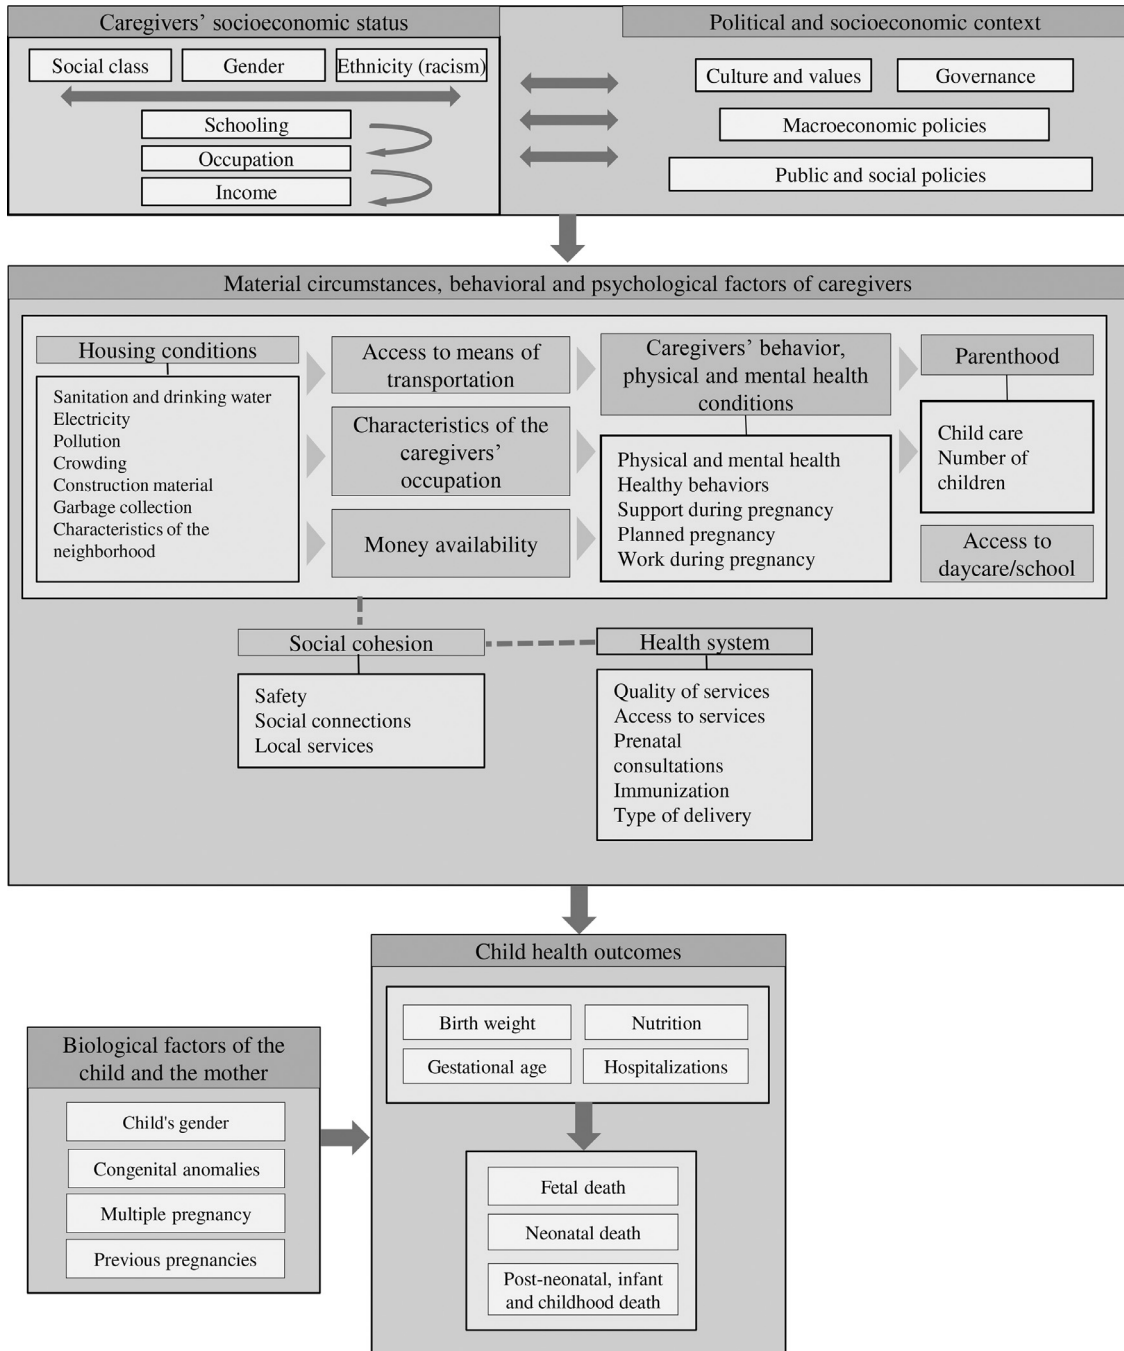 Caregivers' socioeconomic status
Social class
Gender
Ethnicity (racism)
Schooling
Occupation
Income
Political and socioeconomic context
Culture and values
Governance
Macroeconomic policies
Public and social policies
Material circumstances, behavioral and psychological factors of caregivers
Housing conditions
Sanitation and drinking water
Electricity
Pollution
Crowding
Construction material
Garbage collection
Characteristics of the
neighborhood
Access to means of
transportation
Characteristics of the
caregivers'
occupation
Money availability
Caregivers' behavior,
physical and mental health
conditions
Physical and mental health
Healthy behaviors
Support during pregnancy
Planned pregnancy
Work during pregnancy
Parenthood
Child care
Number of
children
Access to
daycare/school
Social cohesion
Safety
Social connections
Local services
Health system
Quality of services
Access to services
Prenatal
consultations
Immunization
Type of delivery
Child health outcomes
Birth weight
Nutrition
Gestational age
Hospitalizations
Fetal death
Neonatal death
Post-neonatal, infant
and childhood death
Biological factors of the
child and the mother
Child's gender
Congenital anomalies
Multiple pregnancy
Previous pregnancies